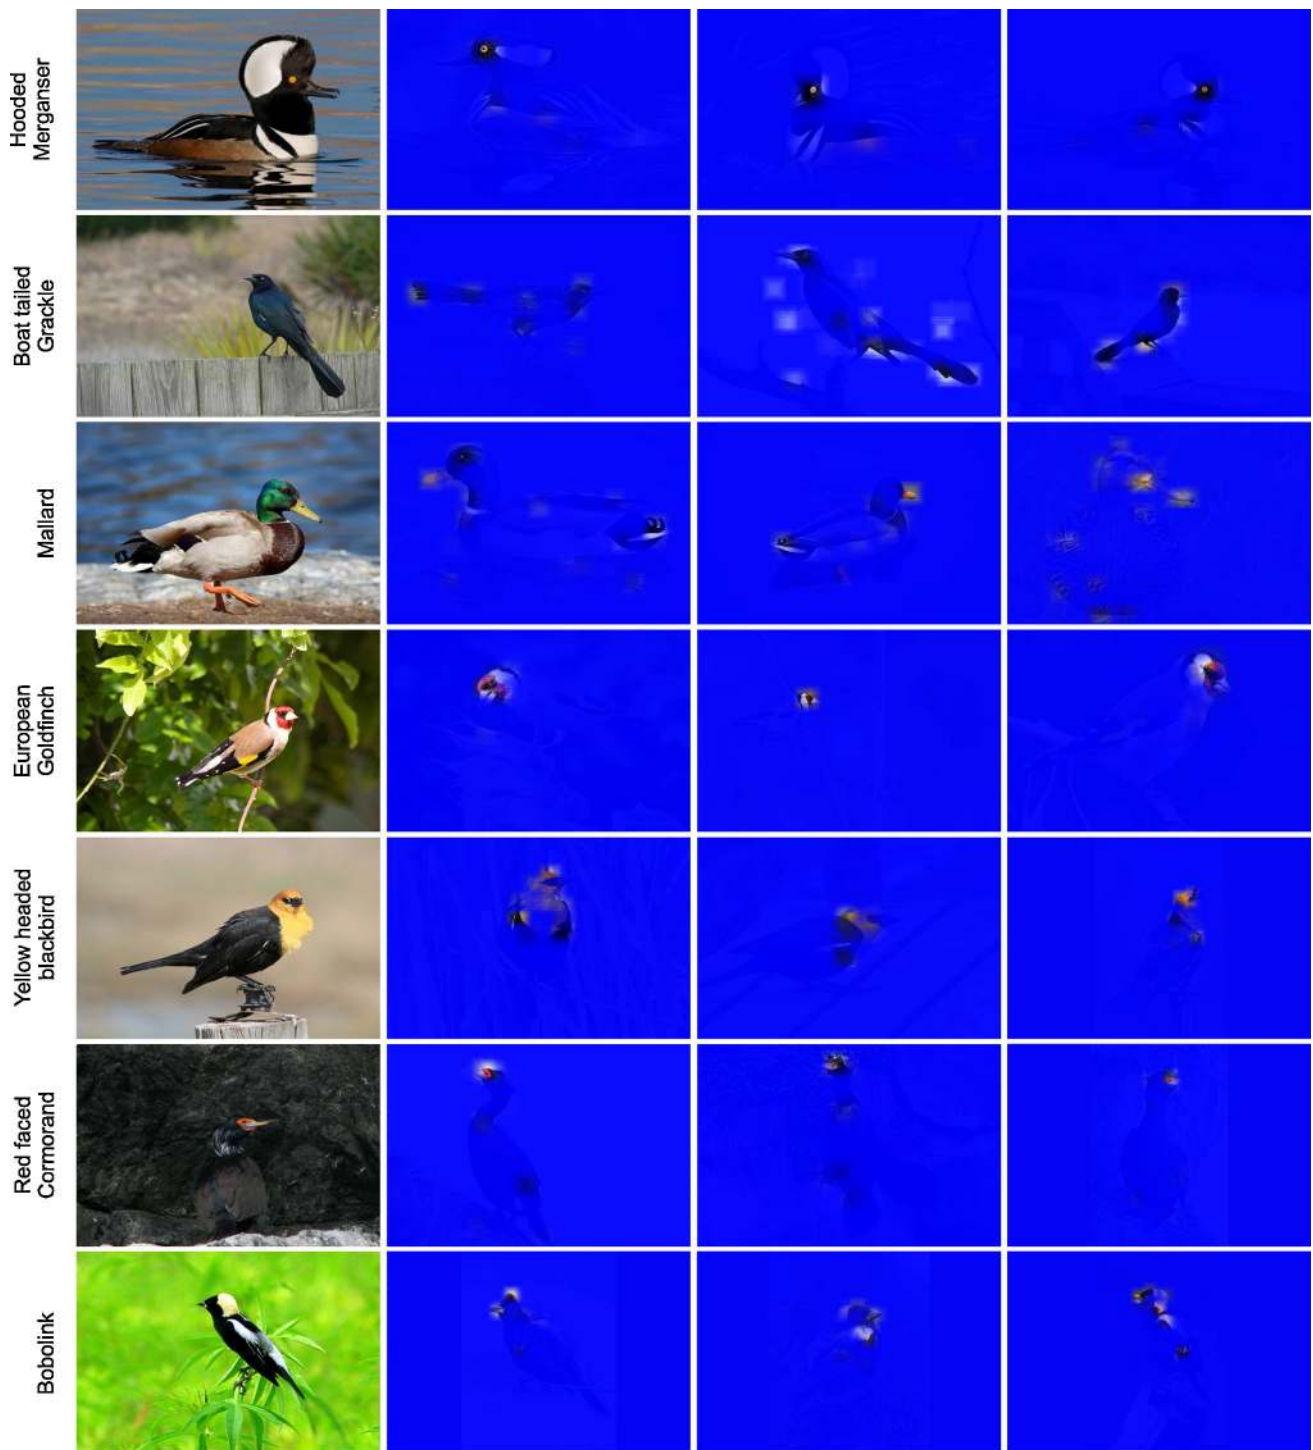 Hooded
Merganser
Boat tailed
Grackle
Mallard
European
Goldfinch
Yellow headed
blackbird
Red faced
Cormorand
Bobolink